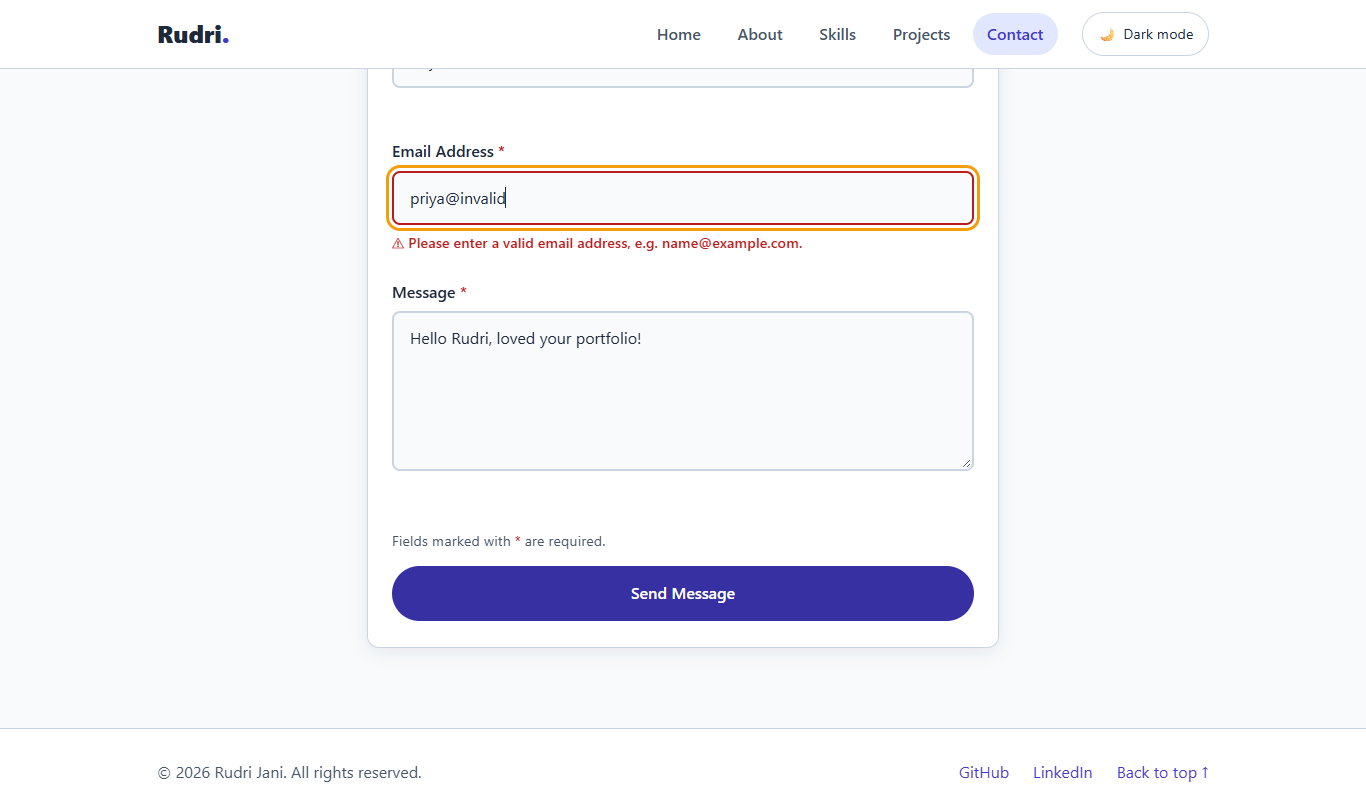 Rudri.
Home About Skills Projects Contact 🌙 Dark mode
Email Address *
priya@invalid
⚠ Please enter a valid email address, e.g. name@example.com.
Message *
Hello Rudri, loved your portfolio!
Fields marked with * are required.
Send Message
© 2026 Rudri Jani. All rights reserved.
GitHub LinkedIn Back to top ↑